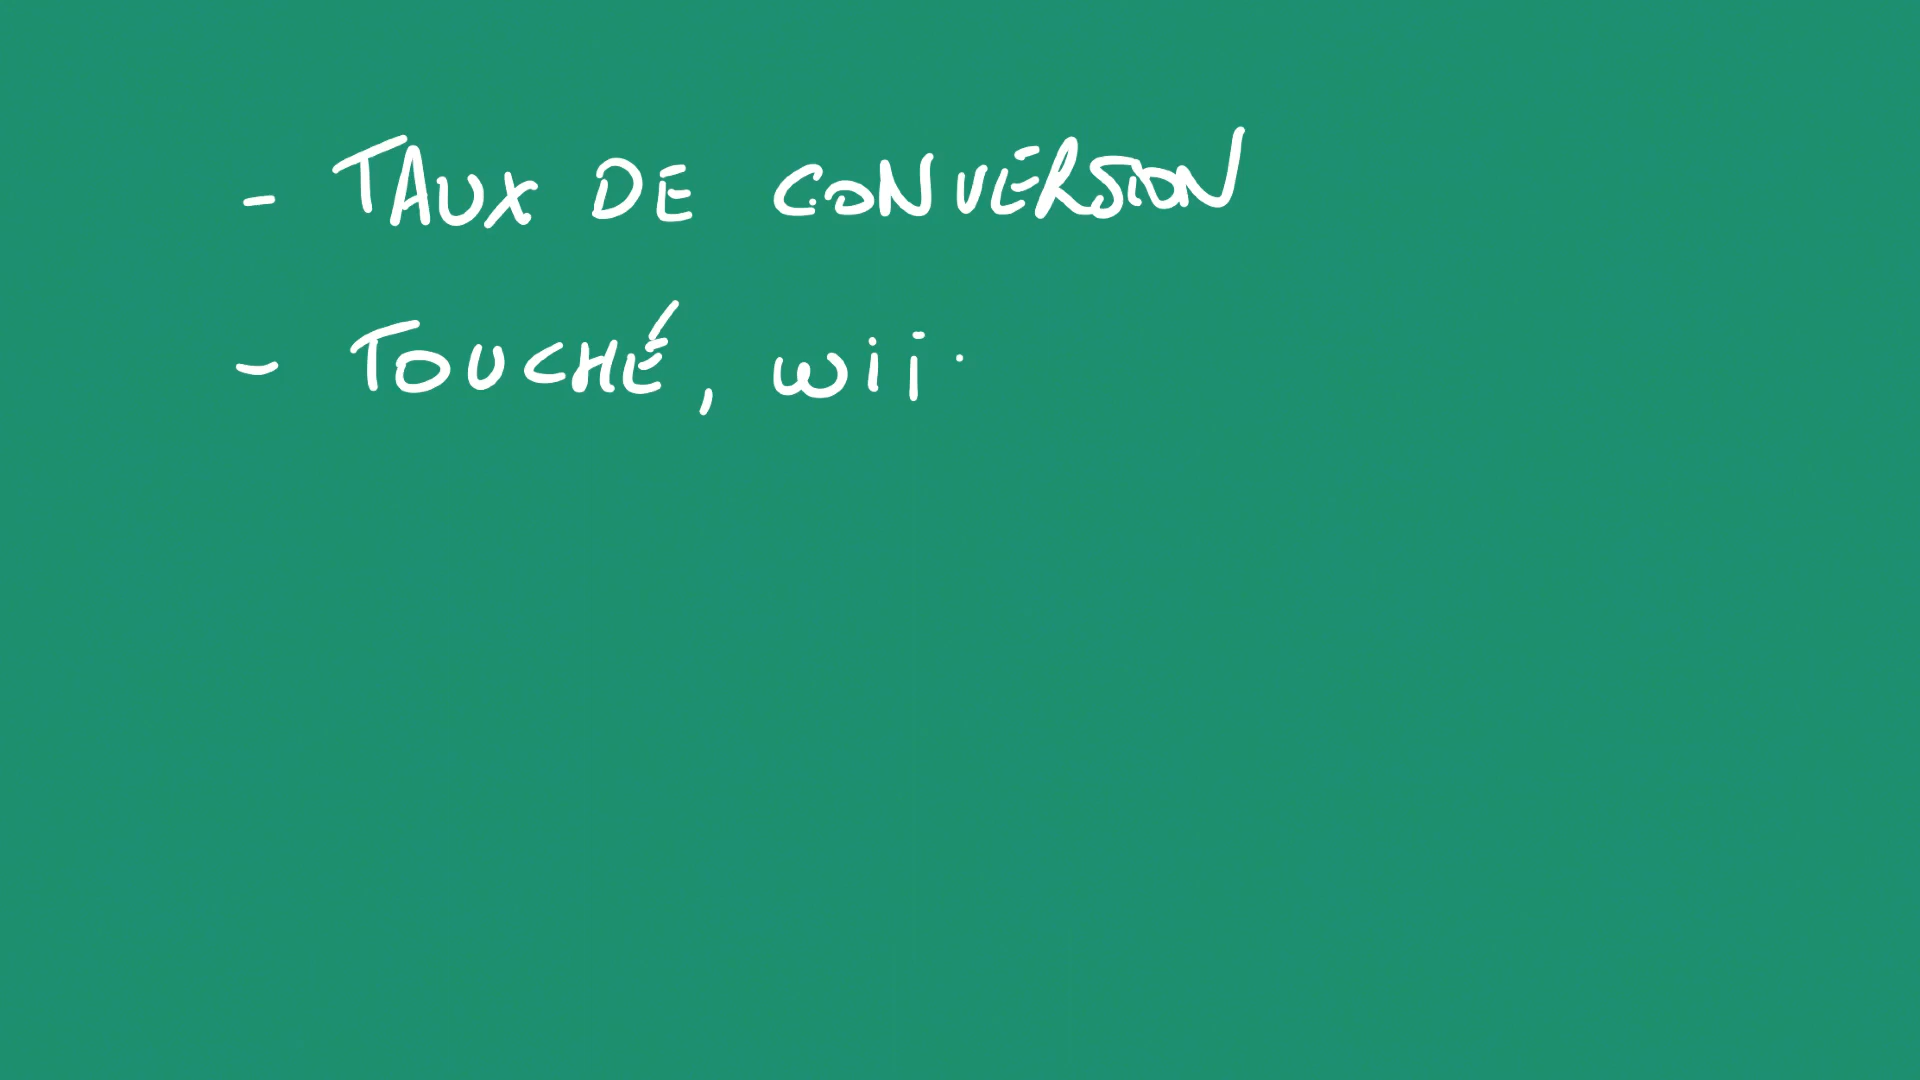 - TAUX DE CONVERSION
- TOUCHÉ, wii